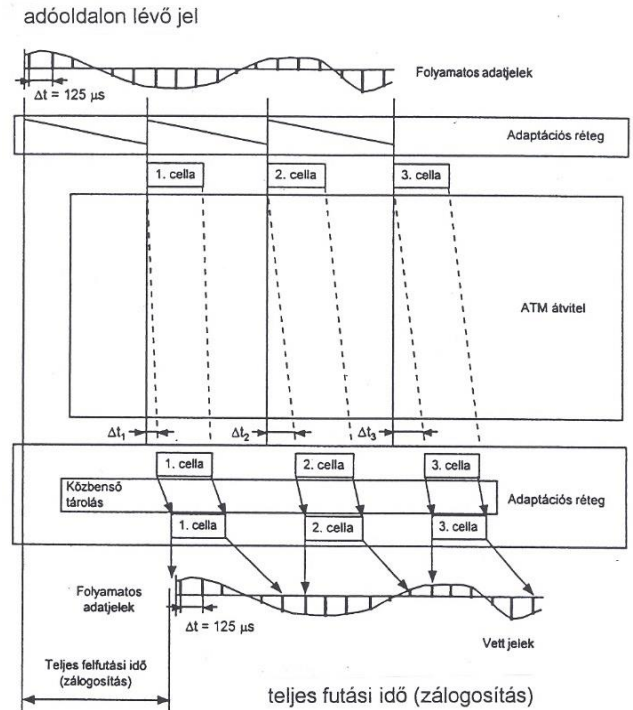 adóoldalon lévő jel
Folyamatos adatjelek
Δt = 125 µs
Adaptációs réteg
1. cella
2. cella
3. cella
ATM átvitel
Δt₁
Δt₂
Δt₃
1. cella
2. cella
3. cella
Közbenső
tárolás
Adaptációs réteg
1. cella
2. cella
3. cella
Folyamatos
adatjelek
Δt = 125 µs
Vett jelek
Teljes felfutási idő
(zálogosítás)
teljes futási idő (zálogosítás)